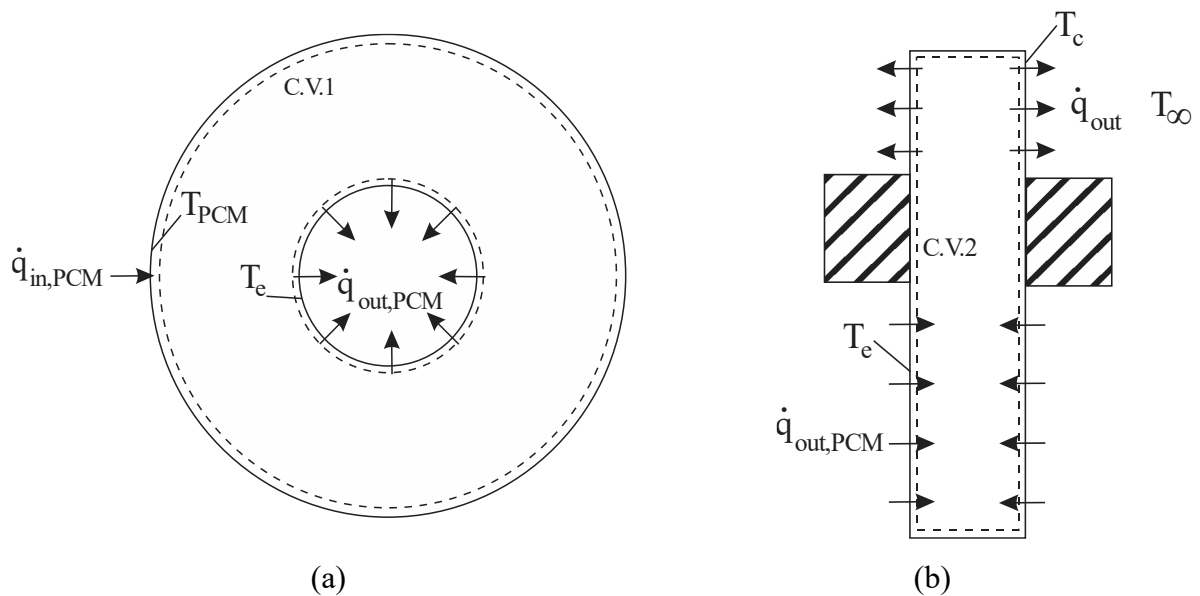 C.V.1
T_PCM
q̇_in,PCM
T_e
q̇_out,PCM
(a)
T_c
q̇_out T_∞
C.V.2
T_e
q̇_out,PCM
(b)